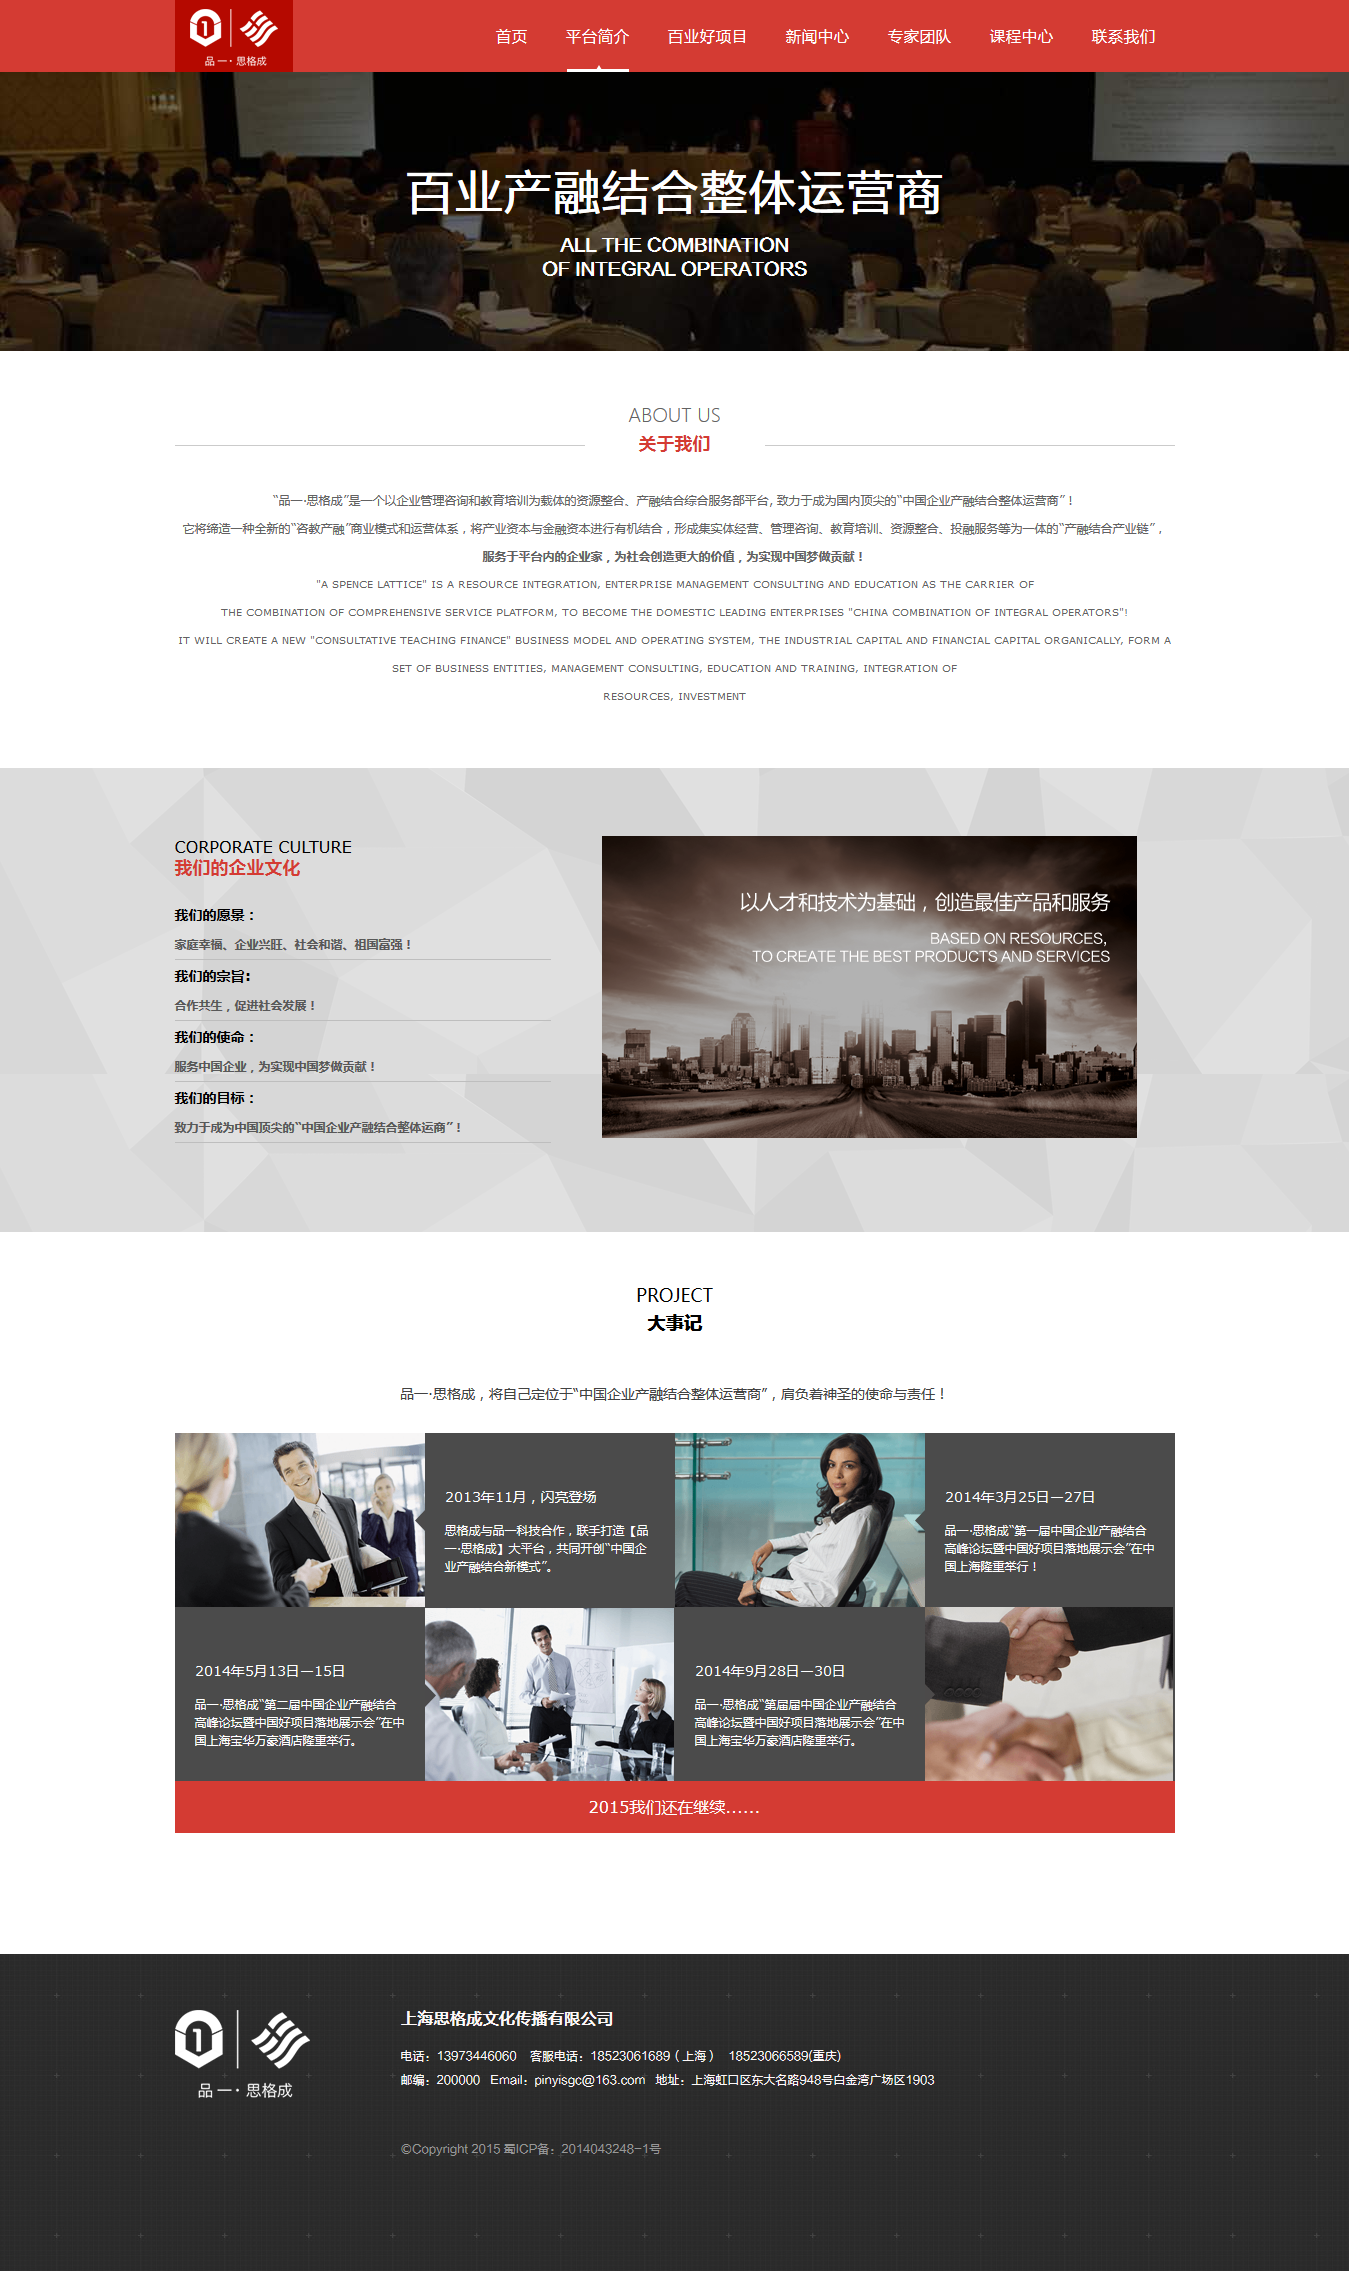 品一·思格成
首页 平台简介 百业好项目 新闻中心 专家团队 课程中心 联系我们
百业产融结合整体运营商
ALL THE COMBINATION
OF INTEGRAL OPERATORS
ABOUT US
关于我们
“品一·思格成”是一个以企业管理咨询和教育培训为载体的资源整合、产融结合综合服务部平台, 致力于成为国内顶尖的“中国企业产融结合整体运营商”！
它将缔造一种全新的“咨教产融”商业模式和运营体系，将产业资本与金融资本进行有机结合，形成集实体经营、管理咨询、教育培训、资源整合、投融服务等为一体的“产融结合产业链”，
服务于平台内的企业家，为社会创造更大的价值，为实现中国梦做贡献！
"A SPENCE LATTICE" IS A RESOURCE INTEGRATION, ENTERPRISE MANAGEMENT CONSULTING AND EDUCATION AS THE CARRIER OF
THE COMBINATION OF COMPREHENSIVE SERVICE PLATFORM, TO BECOME THE DOMESTIC LEADING ENTERPRISES "CHINA COMBINATION OF INTEGRAL OPERATORS"!
IT WILL CREATE A NEW "CONSULTATIVE TEACHING FINANCE" BUSINESS MODEL AND OPERATING SYSTEM, THE INDUSTRIAL CAPITAL AND FINANCIAL CAPITAL ORGANICALLY, FORM A
SET OF BUSINESS ENTITIES, MANAGEMENT CONSULTING, EDUCATION AND TRAINING, INTEGRATION OF
RESOURCES, INVESTMENT
CORPORATE CULTURE
我们的企业文化
我们的愿景：
家庭幸福、企业兴旺、社会和谐、祖国富强！
我们的宗旨:
合作共生，促进社会发展！
我们的使命：
服务中国企业，为实现中国梦做贡献！
我们的目标：
致力于成为中国顶尖的“中国企业产融结合整体运商”！
以人才和技术为基础，创造最佳产品和服务
BASED ON RESOURCES,
TO CREATE THE BEST PRODUCTS AND SERVICES
PROJECT
大事记
品一·思格成，将自己定位于“中国企业产融结合整体运营商”，肩负着神圣的使命与责任！
2013年11月，闪亮登场
思格成与品一科技合作，联手打造【品
一·思格成】大平台，共同开创“中国企
业产融结合新模式”。
2014年3月25日—27日
品一·思格成“第一届中国企业产融结合
高峰论坛暨中国好项目落地展示会”在中
国上海隆重举行！
2014年5月13日—15日
品一·思格成“第二届中国企业产融结合
高峰论坛暨中国好项目落地展示会”在中
国上海宝华万豪酒店隆重举行。
2014年9月28日—30日
品一·思格成“第届届中国企业产融结合
高峰论坛暨中国好项目落地展示会”在中
国上海宝华万豪酒店隆重举行。
2015我们还在继续……
品一·思格成
上海思格成文化传播有限公司
电话：13973446060 客服电话：18523061689（上海） 18523066589(重庆)
邮编：200000 Email：pinyisgc@163.com 地址：上海虹口区东大名路948号白金湾广场区1903
©Copyright 2015 蜀ICP备：2014043248-1号